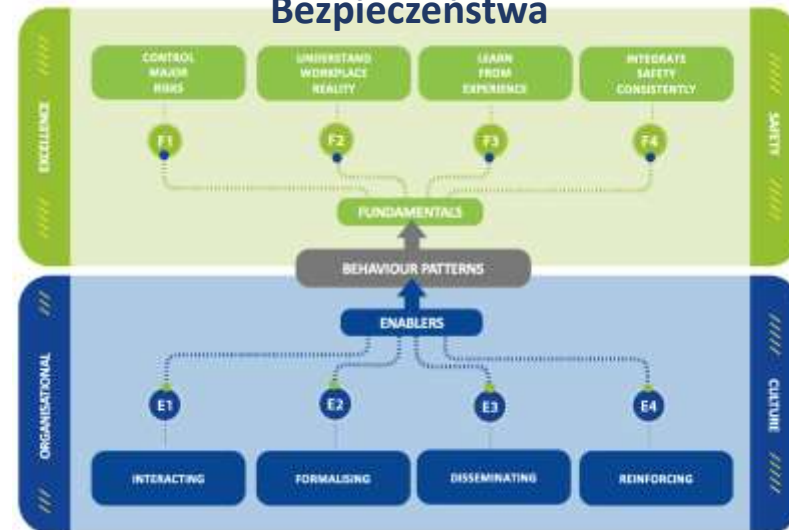 Bezpieczeństwa
CONTROL
MAJOR
RISKS
UNDERSTAND
WORKPLACE
REALITY
LEARN
FROM
EXPERIENCE
INTEGRATE
SAFETY
CONSISTENTLY
EXCELLENCE
SAFETY
F1
F2
F3
F4
FUNDAMENTALS
BEHAVIOUR PATTERNS
ENABLERS
ORGANISATIONAL
CULTURE
E1
E2
E3
E4
INTERACTING
FORMALISING
DISSEMINATING
REINFORCING